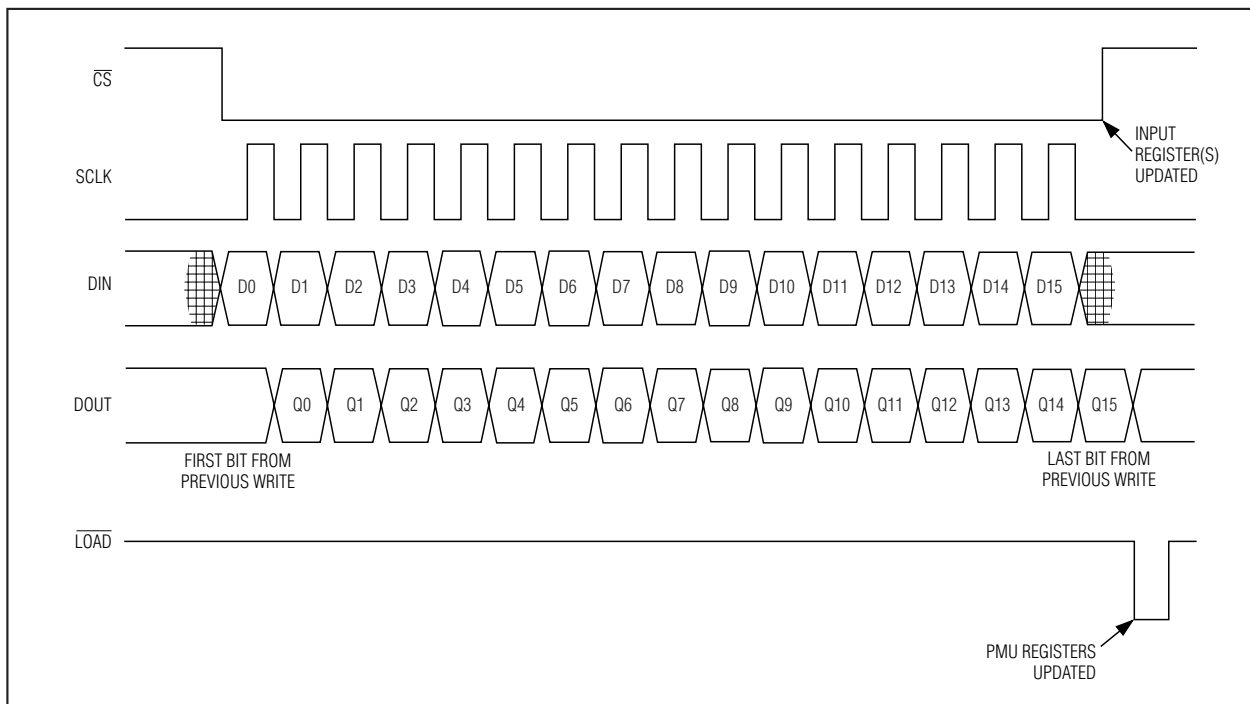 CS
INPUT
REGISTER(S)
UPDATED
SCLK
DIN
D0 D1 D2 D3 D4 D5 D6 D7 D8 D9 D10 D11 D12 D13 D14 D15
DOUT
Q0 Q1 Q2 Q3 Q4 Q5 Q6 Q7 Q8 Q9 Q10 Q11 Q12 Q13 Q14 Q15
FIRST BIT FROM
PREVIOUS WRITE
LAST BIT FROM
PREVIOUS WRITE
LOAD
PMU REGISTERS
UPDATED